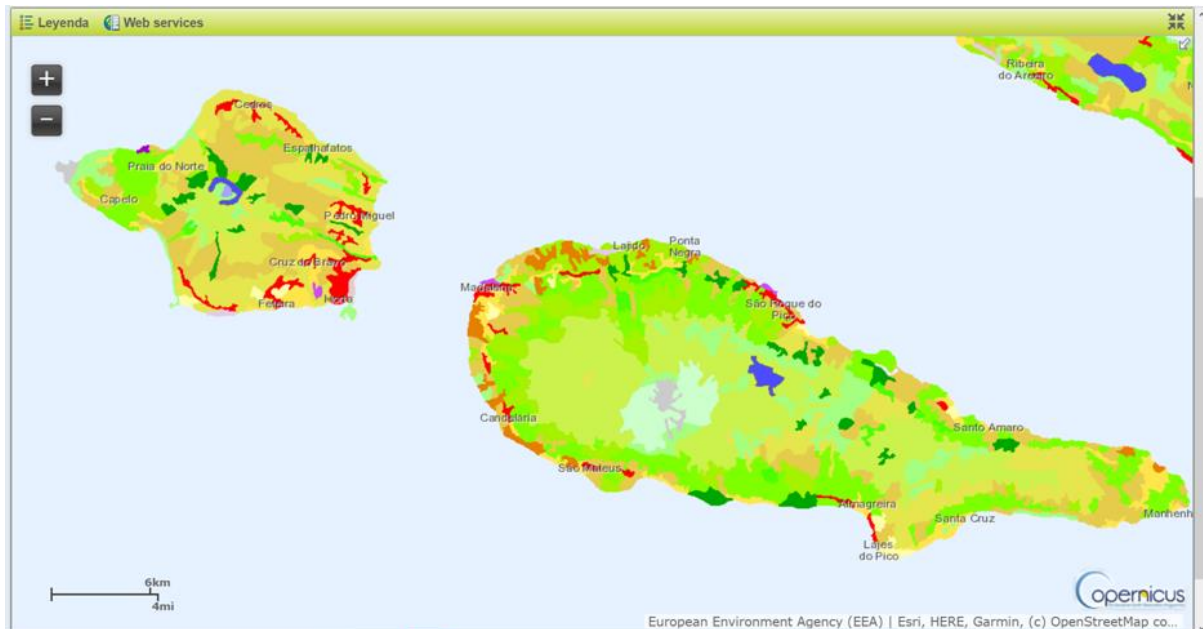 Leyenda Web services
+
−
Ribeira
do Amaro
Cedros
Espalhafatos
Praia do Norte
Capelo
Pedro Miguel
Cruz do Bravo
Feteira
Horta
Lajido
Ponta
Negra
Madalena
São Roque do
Pico
Candelária
São Mateus
Santo Amaro
Almagreira
Santa Cruz
Manhenh
Lajes
do Pico
6km
4mi
opernicus
European Environment Agency (EEA) | Esri, HERE, Garmin, (c) OpenStreetMap co...